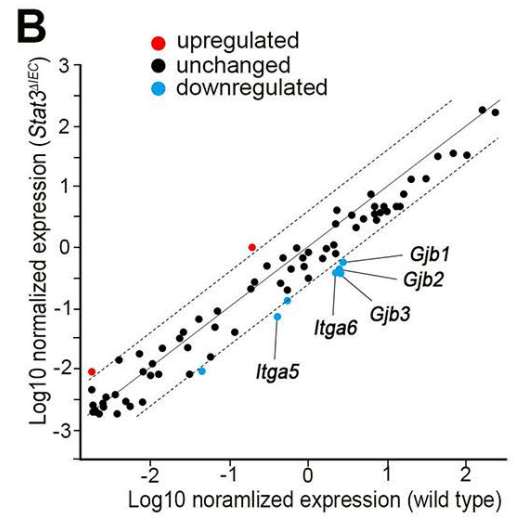 B
upregulated
unchanged
downregulated
Log10 normalized expression (Stat3ΔIEC)
3
2
1
0
-1
-2
-3
Gjb1
Gjb2
Gjb3
Itga6
Itga5
-2 -1 0 1 2
Log10 noramlized expression (wild type)